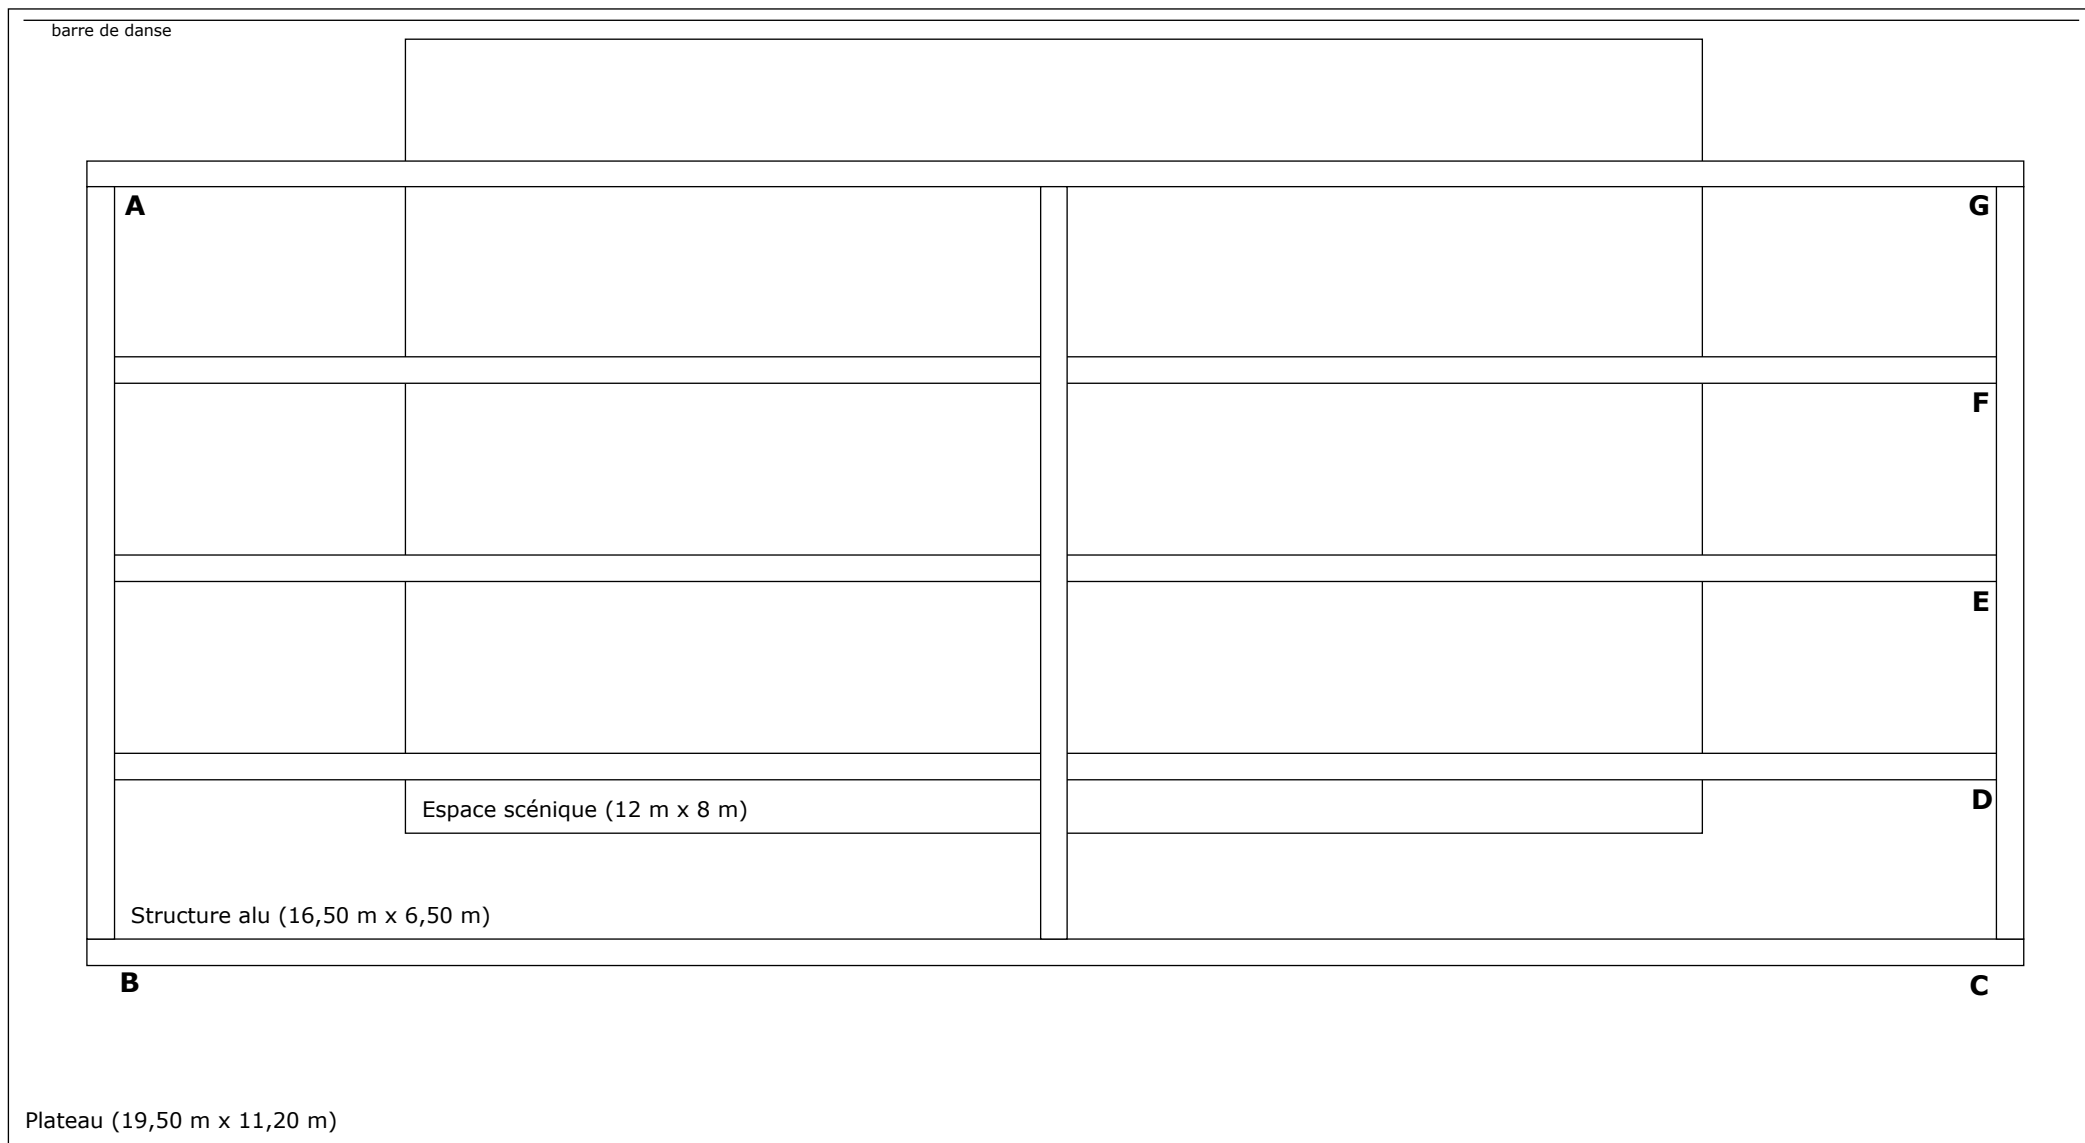 barre de danse
A
G
F
E
Espace scénique (12 m x 8 m)
D
Structure alu (16,50 m x 6,50 m)
B
C
Plateau (19,50 m x 11,20 m)